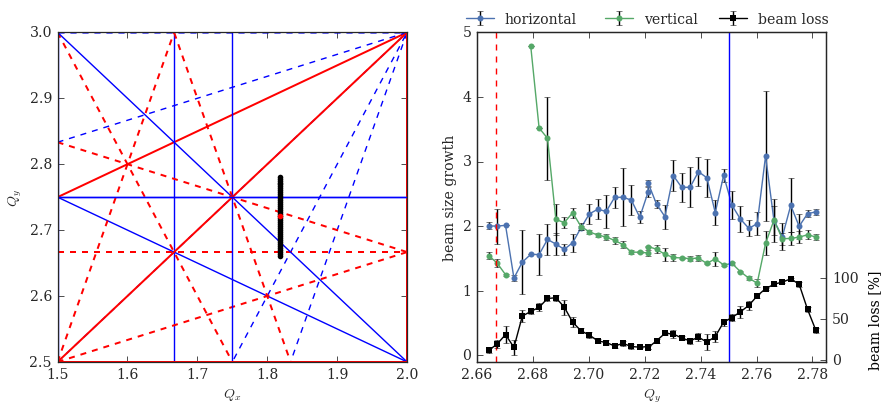 horizontal vertical beam loss
3.0
2.9
2.8
2.7
2.6
2.5
Q_y
1.5 1.6 1.7 1.8 1.9 2.0
Q_x
5
4
3
2
1
0
beam size growth
100
50
0
beam loss [%]
2.66 2.68 2.70 2.72 2.74 2.76 2.78
Q_y